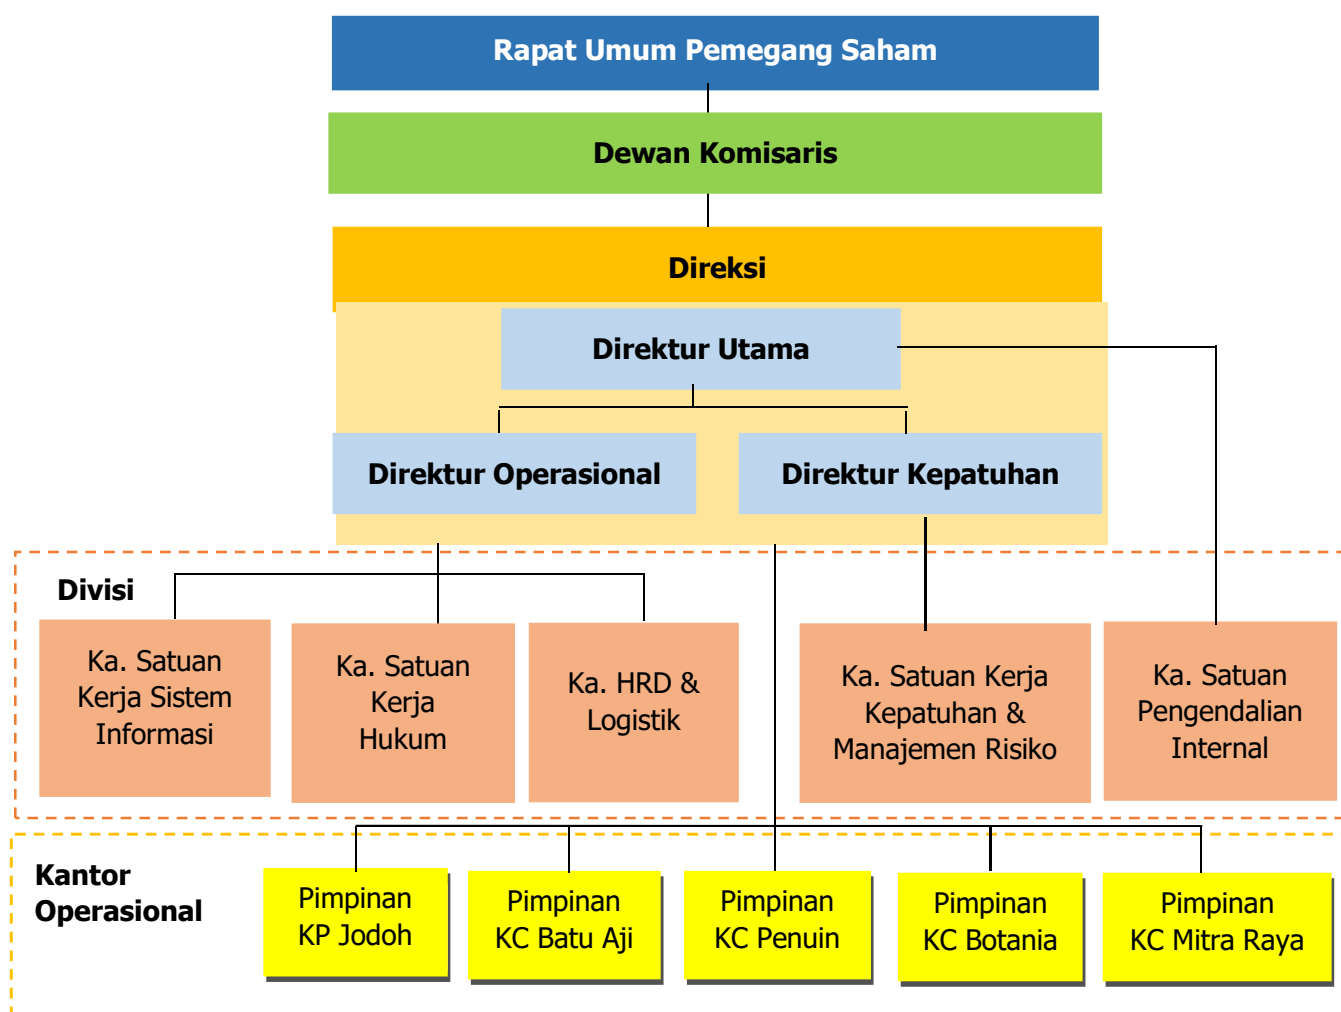 Rapat Umum Pemegang Saham
Dewan Komisaris
Direksi
Direktur Utama
Direktur Operasional
Direktur Kepatuhan
Divisi
Ka. Satuan
Kerja Sistem
Informasi
Ka. Satuan
Kerja
Hukum
Ka. HRD &
Logistik
Ka. Satuan Kerja
Kepatuhan &
Manajemen Risiko
Ka. Satuan
Pengendalian
Internal
Kantor
Operasional
Pimpinan
KP Jodoh
Pimpinan
KC Batu Aji
Pimpinan
KC Penuin
Pimpinan
KC Botania
Pimpinan
KC Mitra Raya